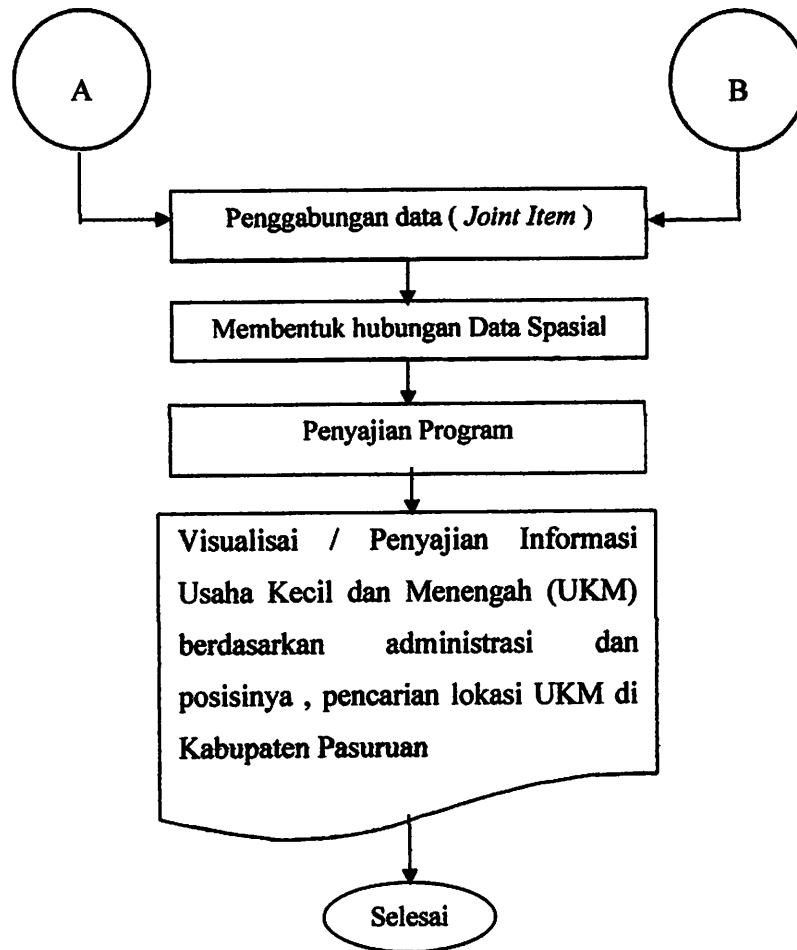 A
B
Penggabungan data ( Joint Item )
Membentuk hubungan Data Spasial
Penyajian Program
Visualisai / Penyajian Informasi
Usaha Kecil dan Menengah (UKM)
berdasarkan administrasi dan
posisinya , pencarian lokasi UKM di
Kabupaten Pasuruan
Selesai